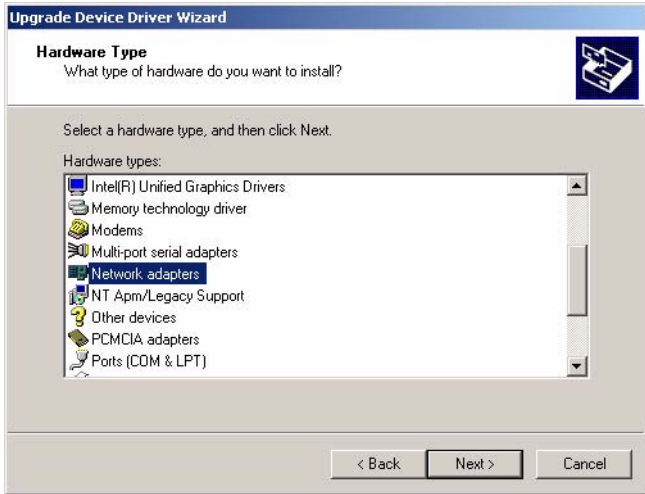 Upgrade Device Driver Wizard
Hardware Type
What type of hardware do you want to install?
Select a hardware type, and then click Next.
Hardware types:
Intel(R) Unified Graphics Drivers
Memory technology driver
Modems
Multi-port serial adapters
Network adapters
NT Apm/Legacy Support
Other devices
PCMCIA adapters
Ports (COM & LPT)
< Back
Next >
Cancel